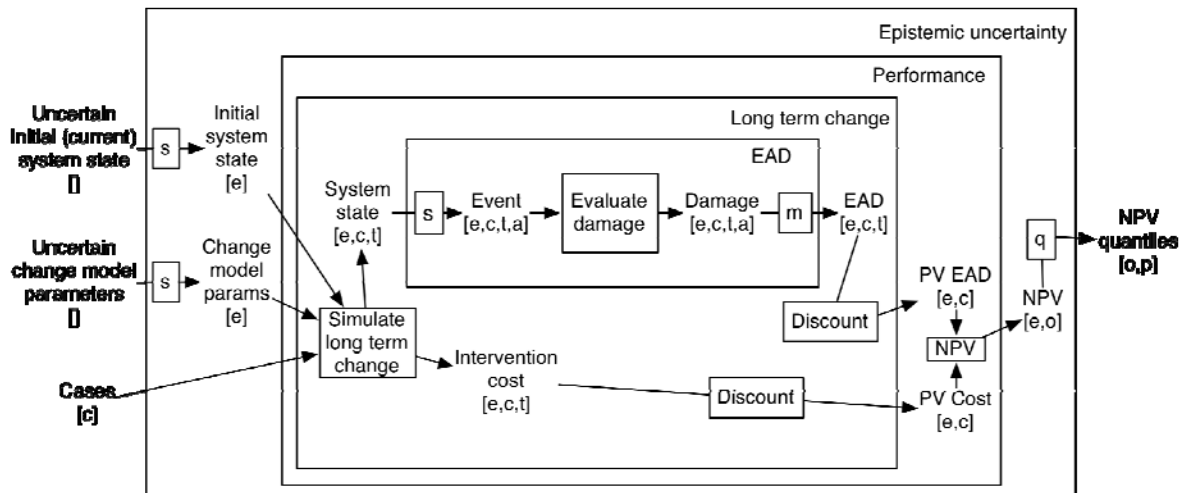 Epistemic uncertainty
Performance
Long term change
EAD
Uncertain
initial (current)
system state
[]
s
Initial
system
state
[e]
System
state
[e,c,t]
s
Event
[e,c,t,a]
Evaluate
damage
Damage
[e,c,t,a]
m
EAD
[e,c,t]
q
NPV
quantiles
[o,p]
Uncertain
change model
parameters
[]
s
Change
model
params
[e]
Simulate
long term
change
Discount
PV EAD
[e,c]
NPV
NPV
[e,o]
Cases
[c]
Intervention
cost
[e,c,t]
Discount
PV Cost
[e,c]